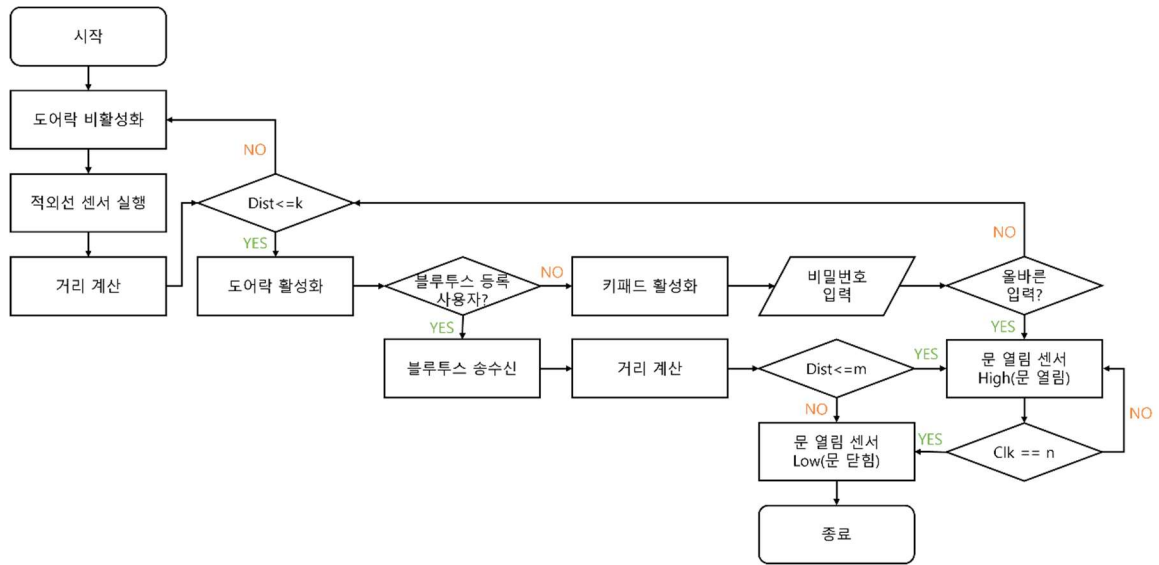 시작
도어락 비활성화
NO
적외선 센서 실행
Dist<=k
NO
YES
거리 계산
도어락 활성화
블루투스 등록
사용자?
NO
키패드 활성화
비밀번호
입력
올바른
입력?
YES
YES
블루투스 송수신
거리 계산
Dist<=m
YES
문 열림 센서
High(문 열림)
NO
NO
문 열림 센서
Low(문 닫힘)
YES
Clk == n
종료